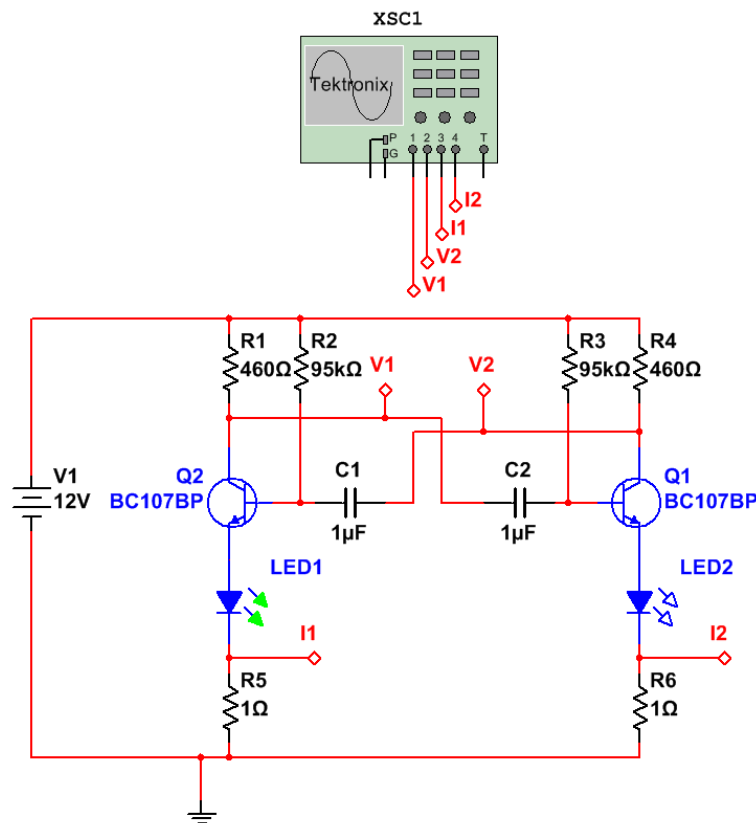 XSC1
Tektronix
P
G
1 2 3 4 T
I2
I1
V2
V1
R1
460Ω
R2
95kΩ
R3
95kΩ
R4
460Ω
V1
V2
V1
12V
Q2
BC107BP
C1
1µF
C2
1µF
Q1
BC107BP
LED1
LED2
I1
I2
R5
1Ω
R6
1Ω